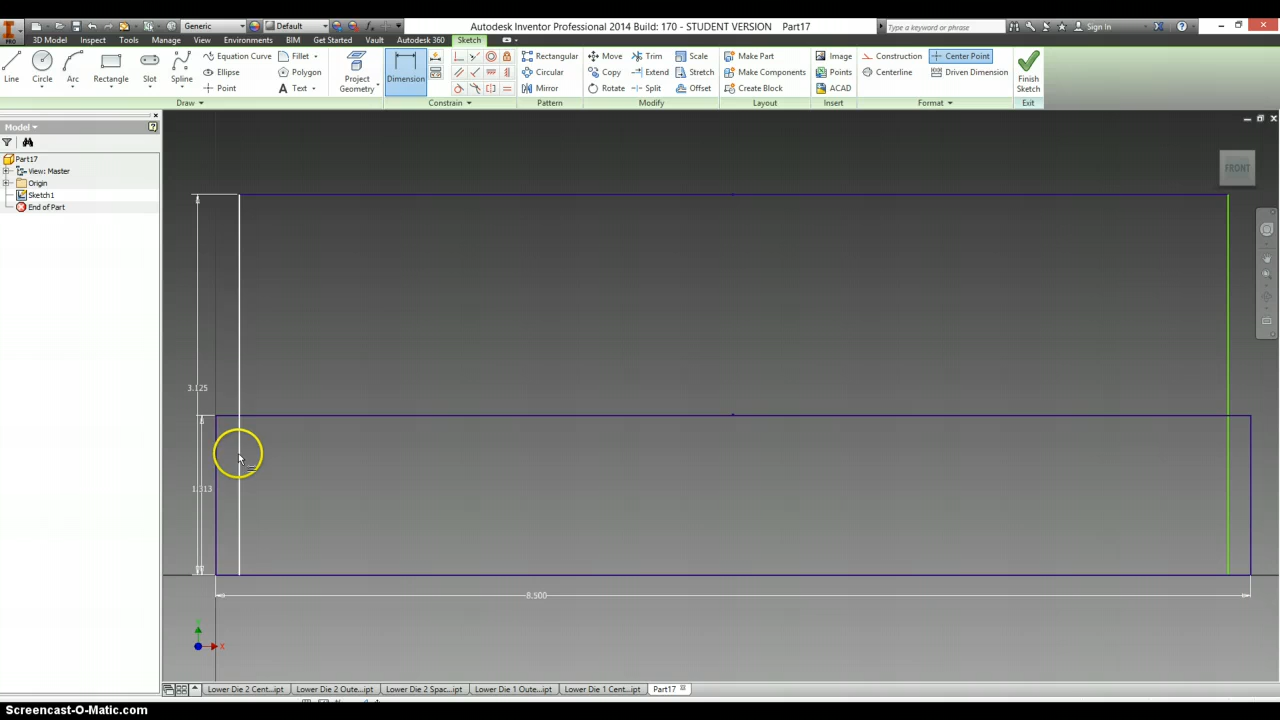 PRO
Generic
Default
Autodesk Inventor Professional 2014 Build: 170 - STUDENT VERSION Part17
Type a keyword or phrase
Sign In
3D Model Inspect Tools Manage View Environments BIM Get Started Vault Autodesk 360 Sketch
Line Circle Arc Rectangle Slot Spline
Equation Curve Fillet
Ellipse Polygon
Point Text
Project Geometry
Dimension
Rectangular
Circular
Mirror
Move Trim Scale
Copy Extend Stretch
Rotate Split Offset
Make Part
Make Components
Create Block
Image
Points
ACAD
Construction Center Point
Centerline Driven Dimension
Finish Sketch
Draw Constrain Pattern Modify Layout Insert Format Exit
Model
Part17
View: Master
Origin
Sketch1
End of Part
FRONT
3.125
1.313
8.500
X
Lower Die 2 Cent...ipt Lower Die 2 Oute...ipt Lower Die 2 Spac...ipt Lower Die 1 Oute...ipt Lower Die 1 Cent...ipt Part17
Screencast-O-Matic.com